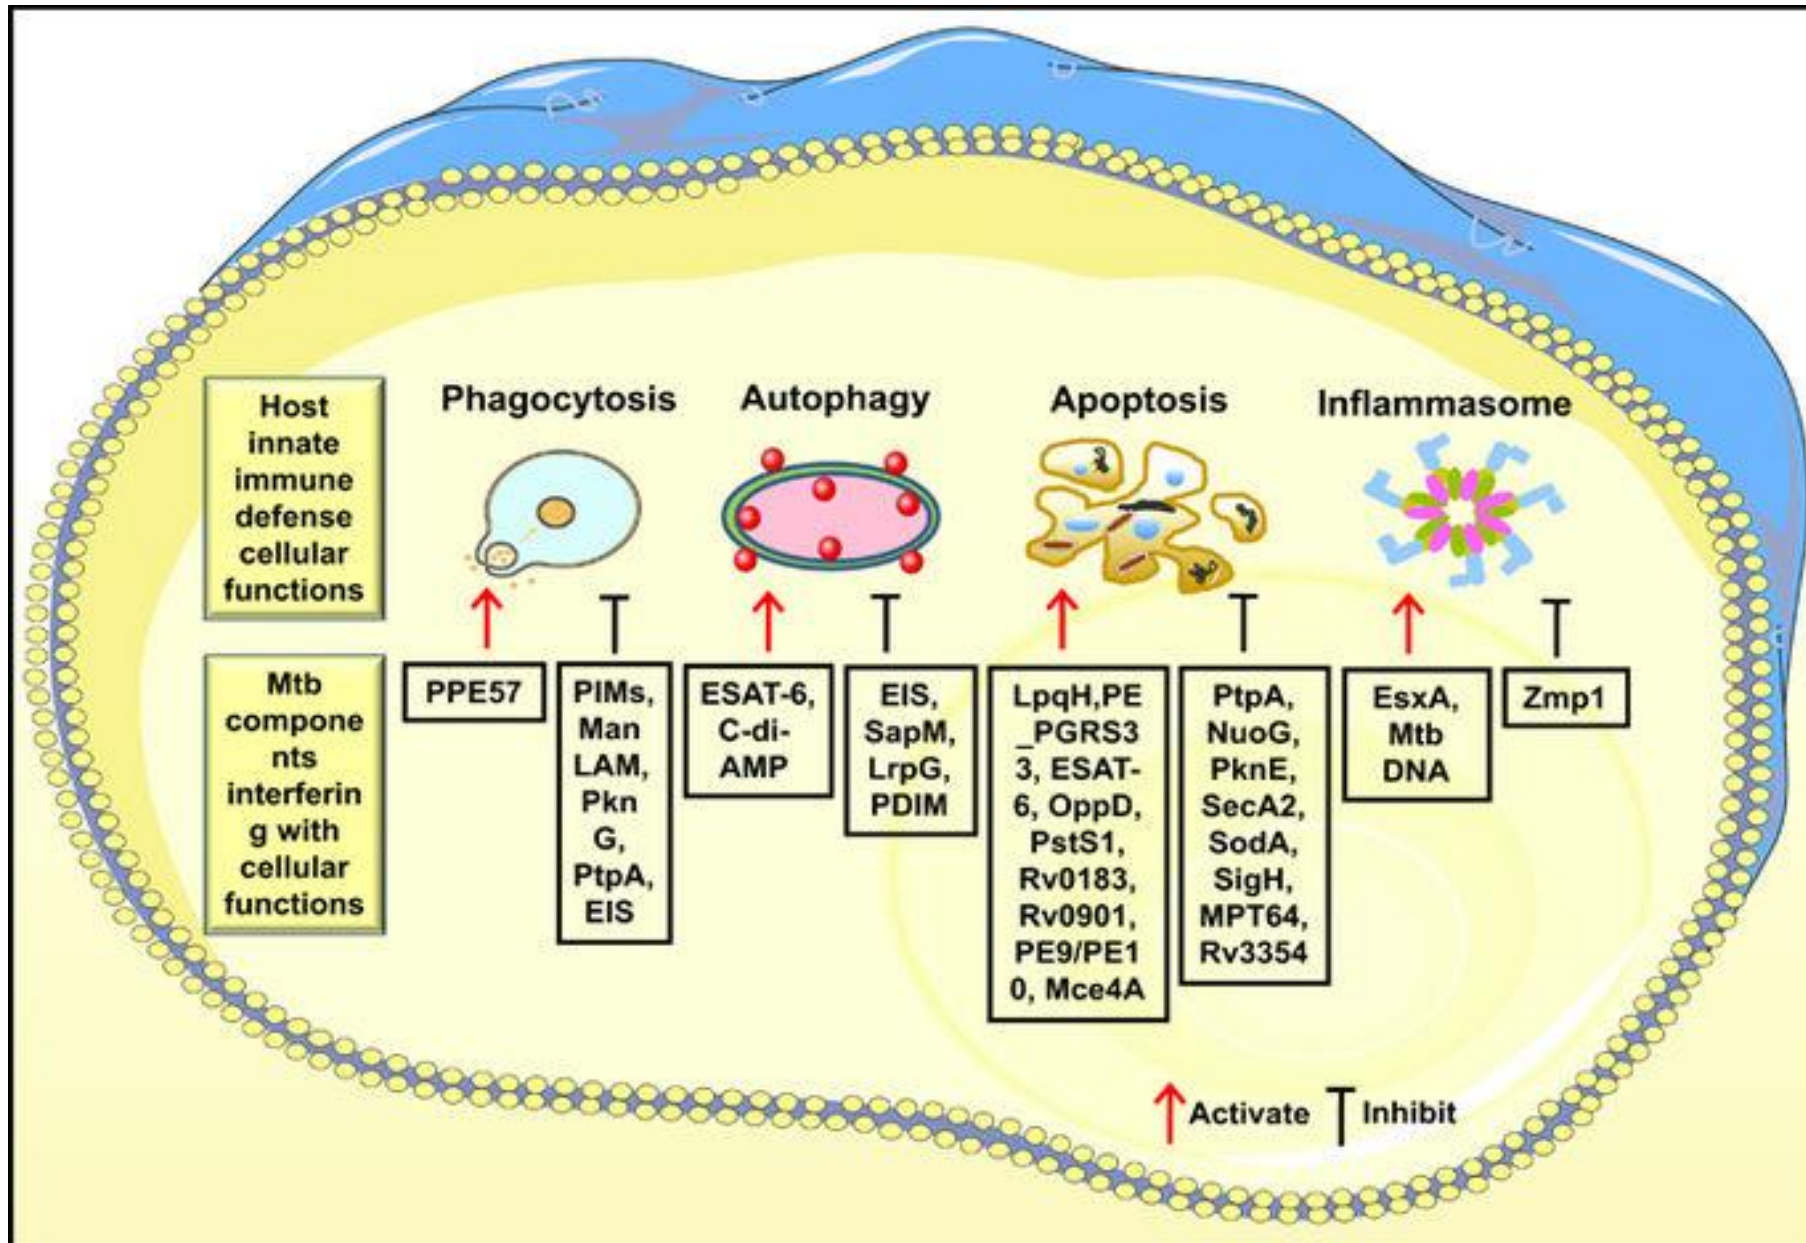 Host
innate
immune
defense
cellular
functions
Phagocytosis
Autophagy
Apoptosis
Inflammasome
Mtb
compone
nts
interferin
g with
cellular
functions
PPE57
PIMs,
Man
LAM,
Pkn
G,
PtpA,
EIS
ESAT-6,
C-di-
AMP
EIS,
SapM,
LrpG,
PDIM
LpqH,PE
_PGRS3
3, ESAT-
6, OppD,
PstS1,
Rv0183,
Rv0901,
PE9/PE1
0, Mce4A
PtpA,
NuoG,
PknE,
SecA2,
SodA,
SigH,
MPT64,
Rv3354
EsxA,
Mtb
DNA
Zmp1
Activate
Inhibit